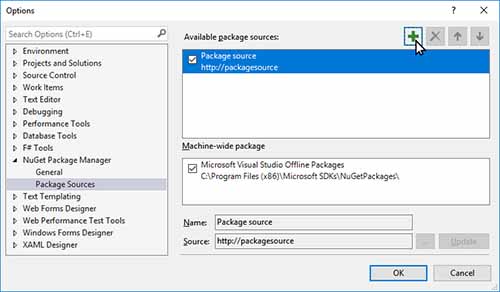 Options
Search Options (Ctrl+E)
Environment
Projects and Solutions
Source Control
Work Items
Text Editor
Debugging
Performance Tools
Database Tools
F# Tools
NuGet Package Manager
General
Package Sources
Text Templating
Web Forms Designer
Web Performance Test Tools
Windows Forms Designer
XAML Designer
Available package sources:
Package source
http://packagesource
Machine-wide package
Microsoft Visual Studio Offline Packages
C:\Program Files (x86)\Microsoft SDKs\NuGetPackages\
Name: Package source
Source: http://packagesource ... Update
OK Cancel